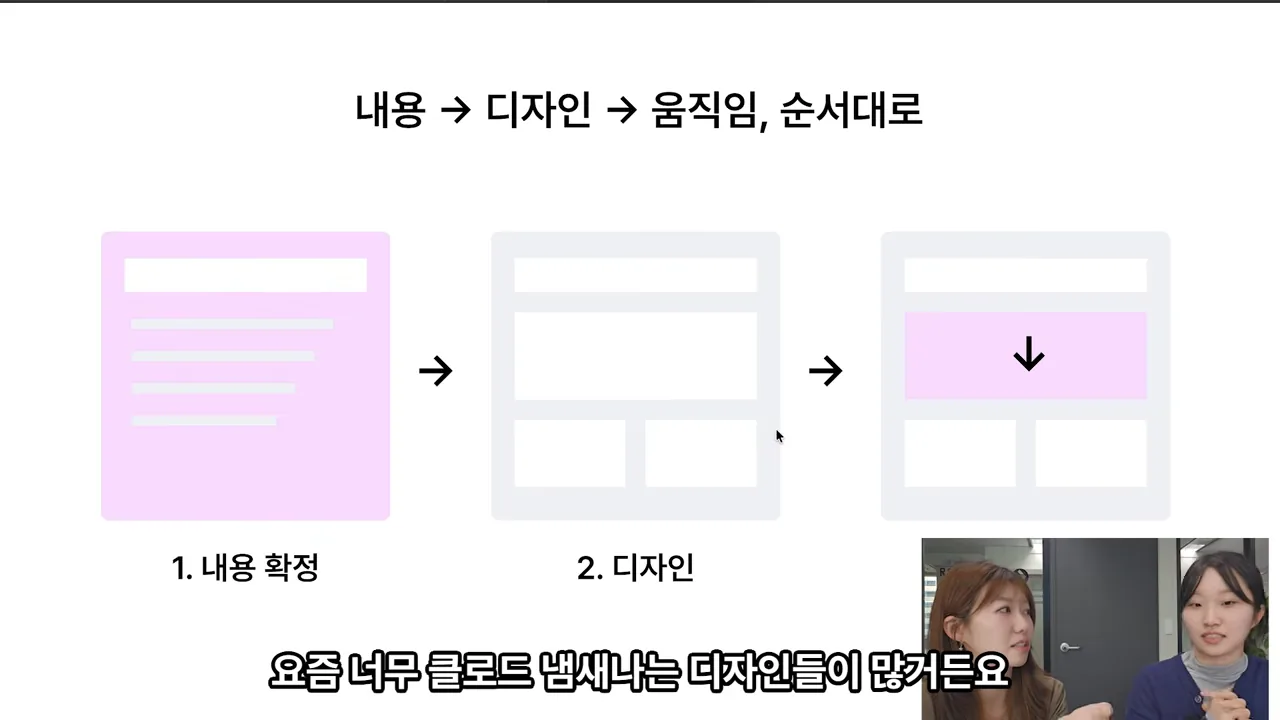 내용 → 디자인 → 움직임, 순서대로
1. 내용 확정
2. 디자인
요즘 너무 클로드 냄새나는 디자인들이 많거든요